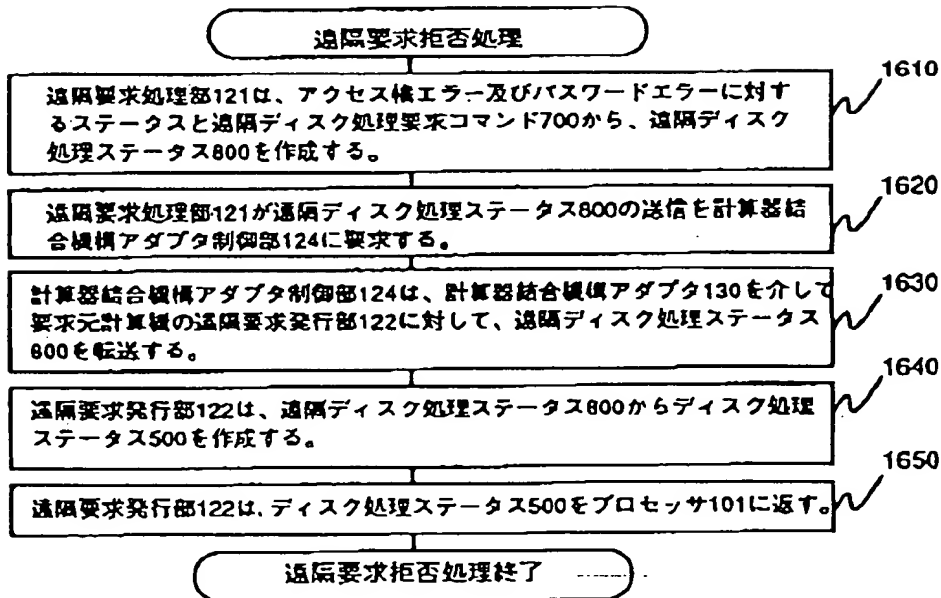 遠隔要求拒否処理
1610
遠隔要求処理部121は、アクセス権エラー及びパスワードエラーに対す
るステータスと遠隔ディスク処理要求コマンド700から、遠隔ディスク
処理ステータス800を作成する。
1620
遠隔要求処理部121が遠隔ディスク処理ステータス800の送信を計算器結
合機構アダプタ制御部124に要求する。
1630
計算器結合機構アダプタ制御部124は、計算器結合機構アダプタ130を介して
要求元計算機の遠隔要求発行部122に対して、遠隔ディスク処理ステータス
800を転送する。
1640
遠隔要求発行部122は、遠隔ディスク処理ステータス800からディスク処理
ステータス500を作成する。
1650
遠隔要求発行部122は、ディスク処理ステータス500をプロセッサ101に返す。
遠隔要求拒否処理終了